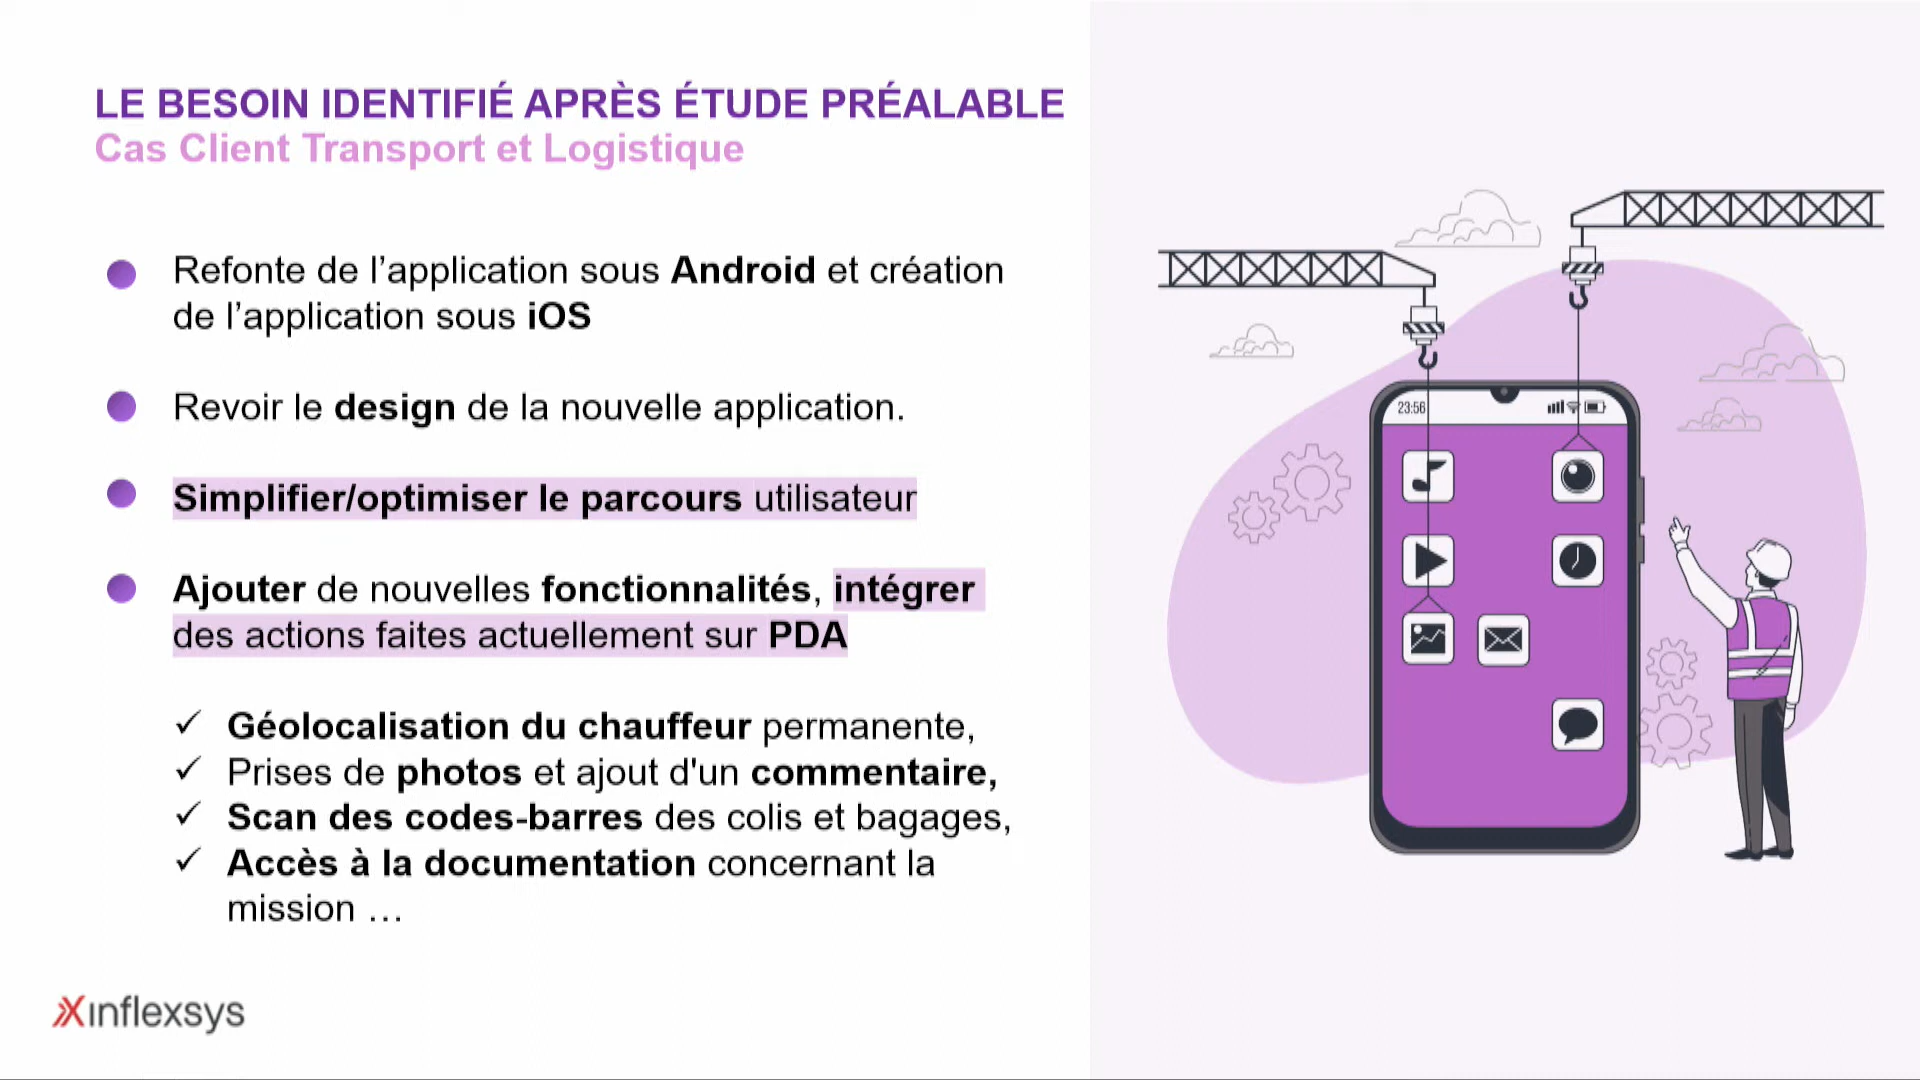 LE BESOIN IDENTIFIÉ APRÈS ÉTUDE PRÉALABLE
Cas Client Transport et Logistique
Refonte de l’application sous Android et création
de l’application sous iOS
Revoir le design de la nouvelle application.
Simplifier/optimiser le parcours utilisateur
Ajouter de nouvelles fonctionnalités, intégrer
des actions faites actuellement sur PDA
✓ Géolocalisation du chauffeur permanente,
✓ Prises de photos et ajout d'un commentaire,
✓ Scan des codes-barres des colis et bagages,
✓ Accès à la documentation concernant la
mission …
inflexsys
23:56